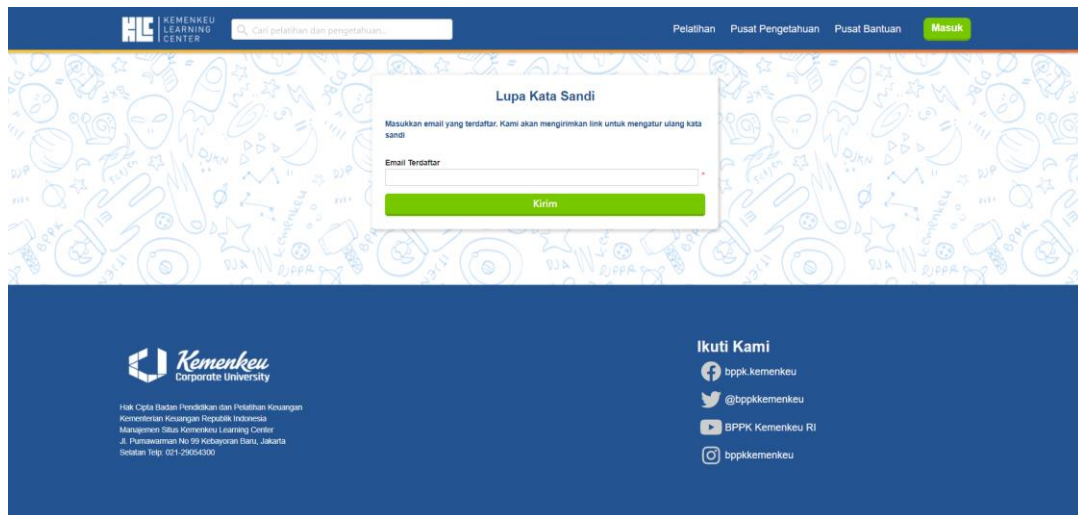 KLC KEMENKEU
LEARNING
CENTER
Cari pelatihan dan pengetahuan...
Pelatihan Pusat Pengetahuan Pusat Bantuan Masuk
Lupa Kata Sandi
Masukkan email yang terdaftar. Kami akan mengirimkan link untuk mengatur ulang kata
sandi
Email Terdaftar
*
Kirim
Kemenkeu
Corporate University
Hak Cipta Badan Pendidikan dan Pelatihan Keuangan
Kementerian Keuangan Republik Indonesia
Manajemen Situs Kemenkeu Learning Center
Jl. Purnawarman No 99 Kebayoran Baru, Jakarta
Selatan Telp: 021-29054300
Ikuti Kami
bppk.kemenkeu
@bppkkemenkeu
BPPK Kemenkeu RI
bppkkemenkeu